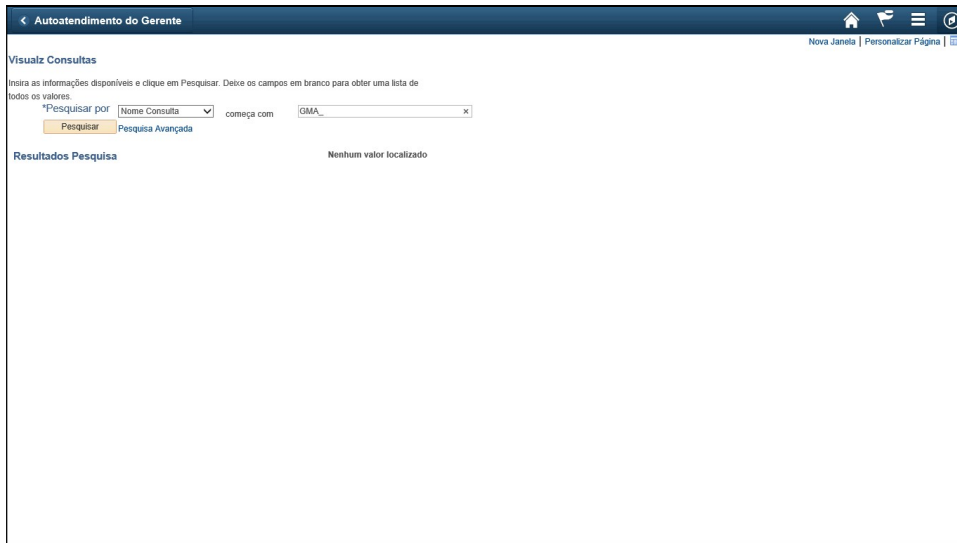 Autoatendimento do Gerente
Nova Janela | Personalizar Página |
Visualz Consultas
Insira as informações disponíveis e clique em Pesquisar. Deixe os campos em branco para obter uma lista de
todos os valores.
*Pesquisar por Nome Consulta começa com GMA_
Pesquisar Pesquisa Avançada
Resultados Pesquisa Nenhum valor localizado